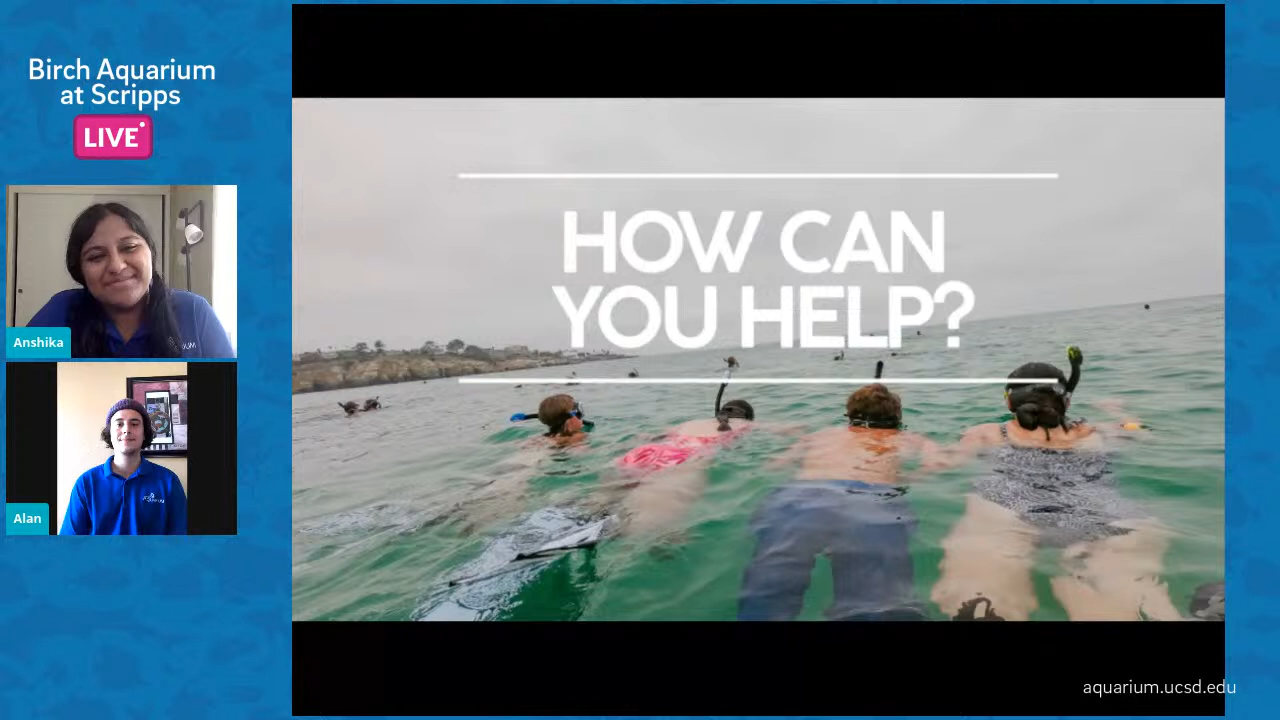 Birch Aquarium
at Scripps
LIVE
Anshika
Alan
HOW CAN
YOU HELP?
aquarium.ucsd.edu